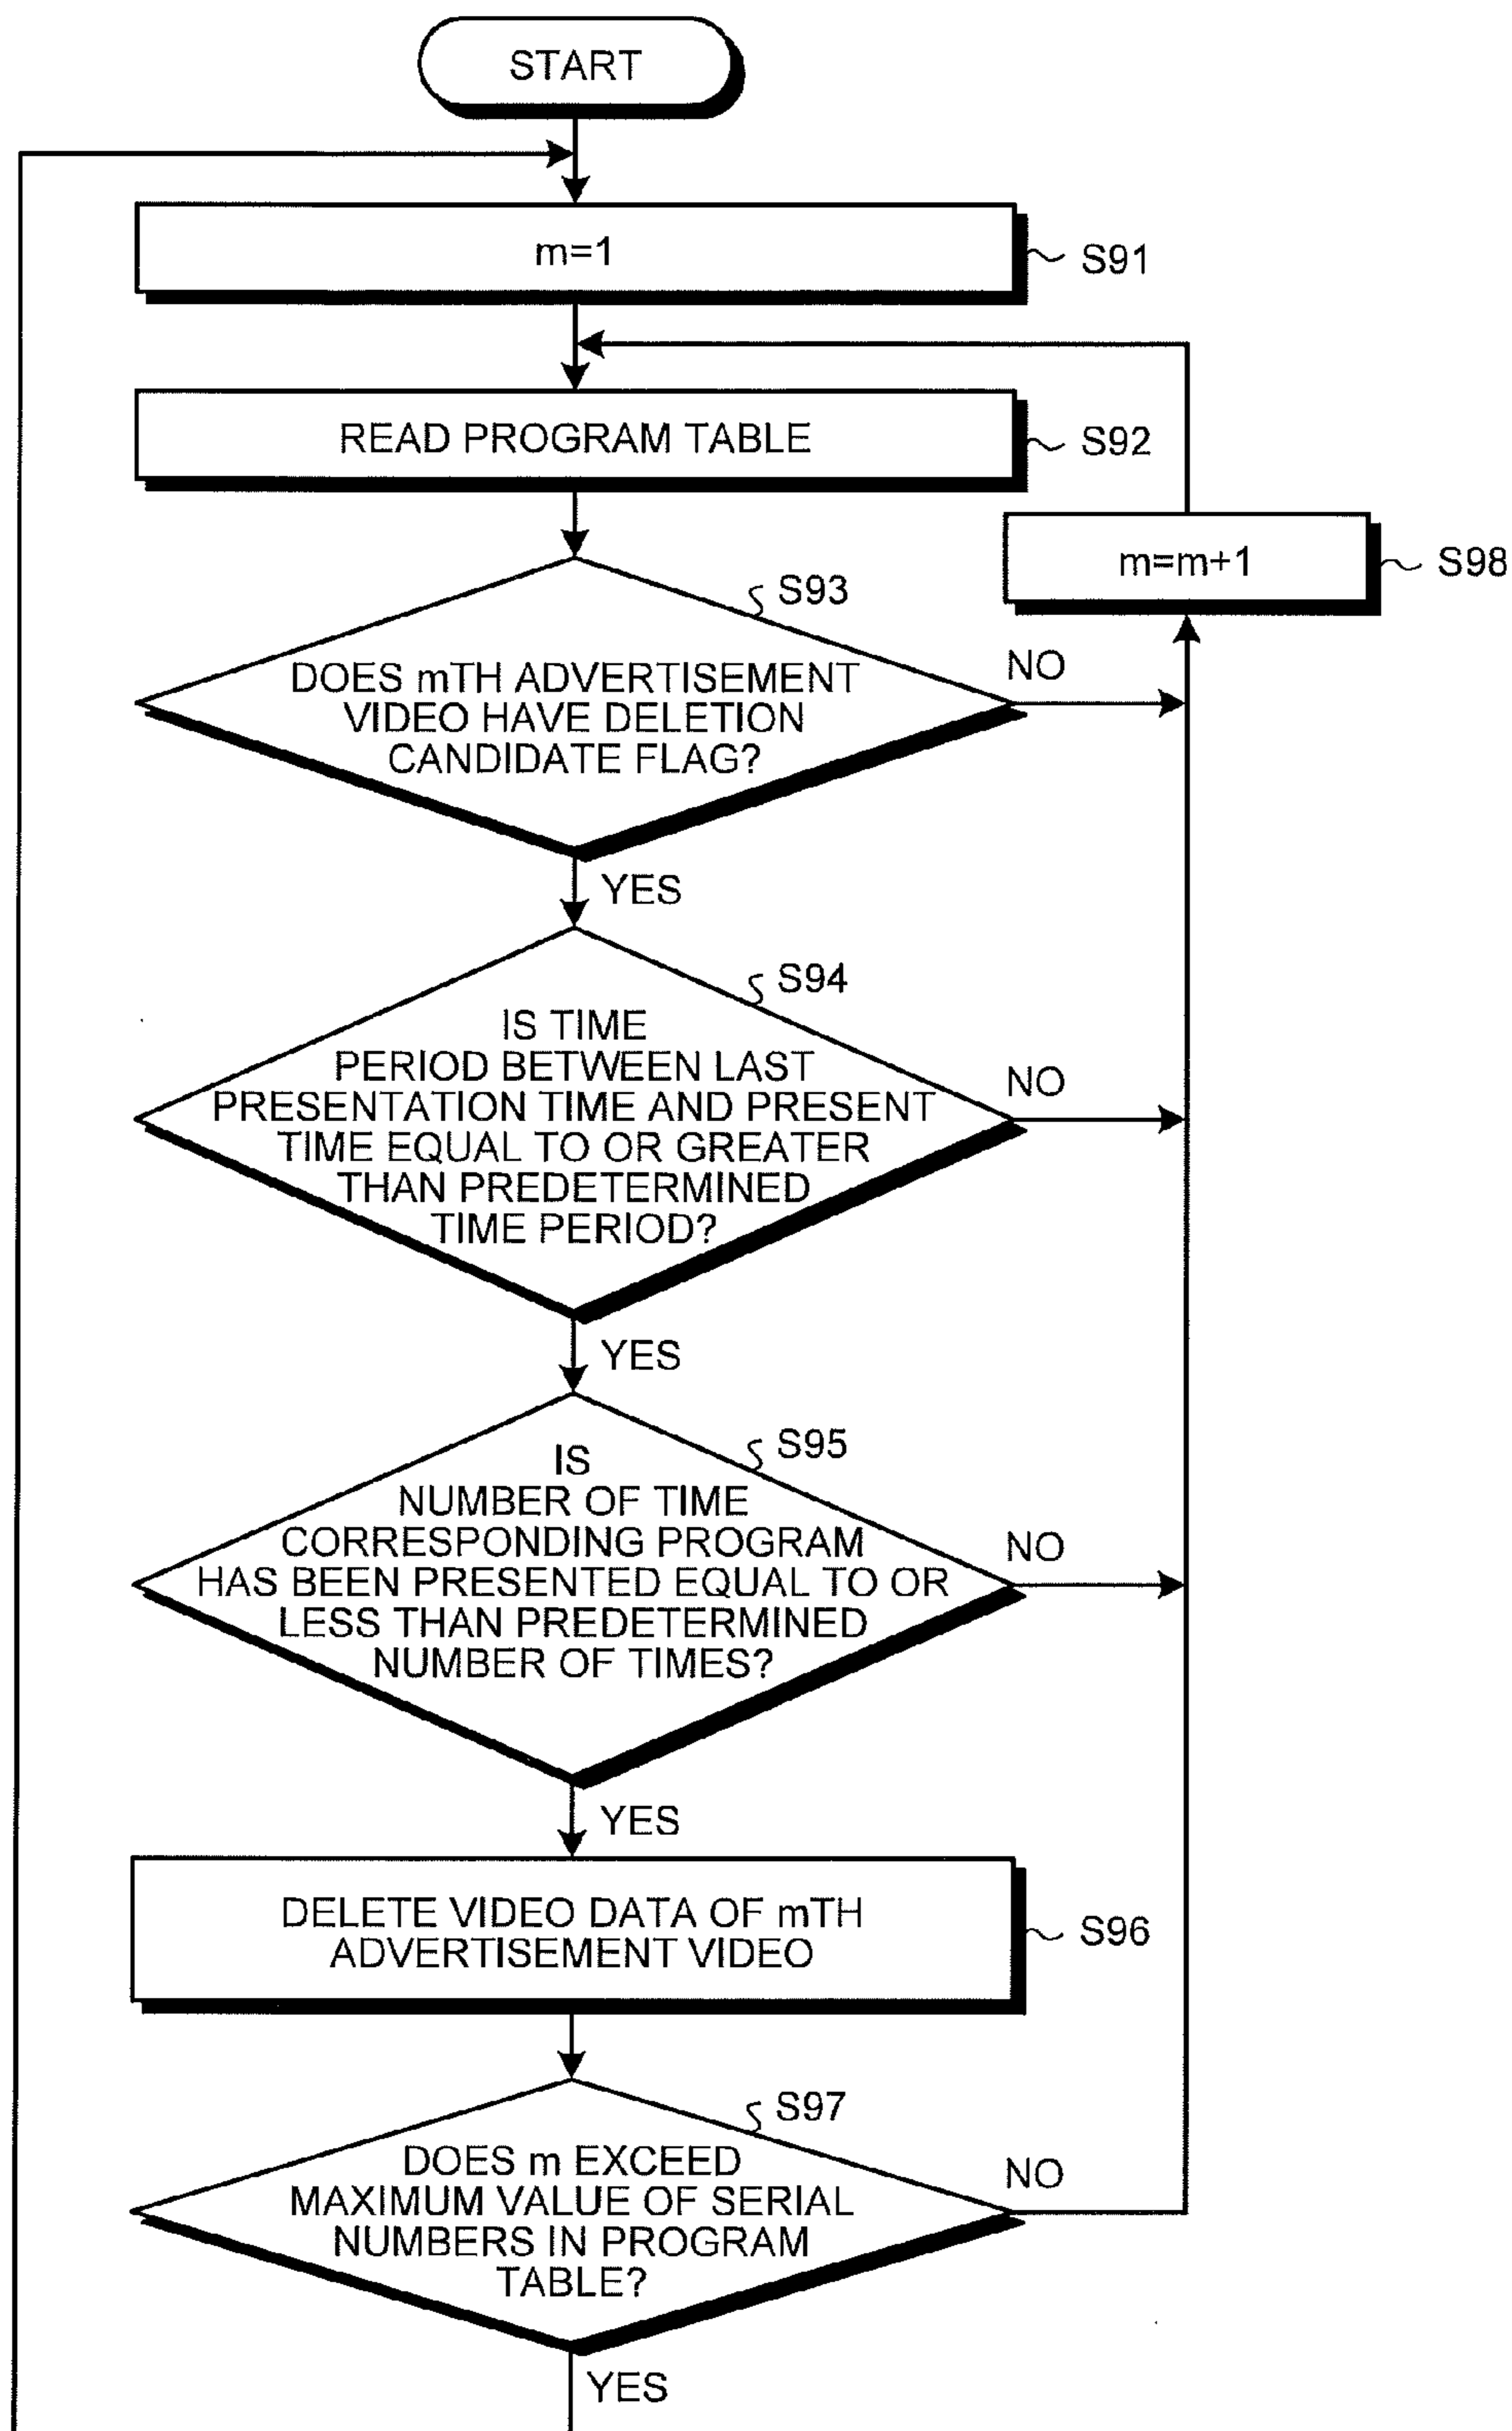 START
m=1
S91
READ PROGRAM TABLE
S92
m=m+1
S98
S93
DOES mTH ADVERTISEMENT
VIDEO HAVE DELETION
CANDIDATE FLAG?
NO
YES
S94
IS TIME
PERIOD BETWEEN LAST
PRESENTATION TIME AND PRESENT
TIME EQUAL TO OR GREATER
THAN PREDETERMINED
TIME PERIOD?
NO
YES
S95
IS
NUMBER OF TIME
CORRESPONDING PROGRAM
HAS BEEN PRESENTED EQUAL TO OR
LESS THAN PREDETERMINED
NUMBER OF TIMES?
NO
YES
DELETE VIDEO DATA OF mTH
ADVERTISEMENT VIDEO
S96
S97
DOES m EXCEED
MAXIMUM VALUE OF SERIAL
NUMBERS IN PROGRAM
TABLE?
NO
YES